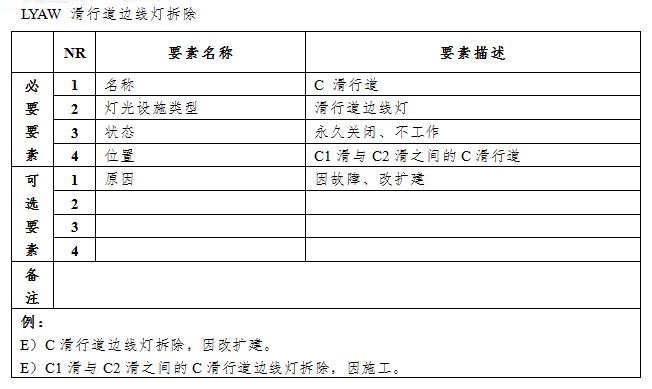 LYAW 滑行道边线灯拆除
NR 要素名称 要素描述
必要要素
1 名称 C 滑行道
2 灯光设施类型 滑行道边线灯
3 状态 永久关闭、不工作
4 位置 C1 滑与 C2 滑之间的 C 滑行道
可选要素
1 原因 因故障、改扩建
2
3
4
备注
例：
E）C 滑行道边线灯拆除，因改扩建。
E）C1 滑与 C2 滑之间的 C 滑行道边线灯拆除，因施工。